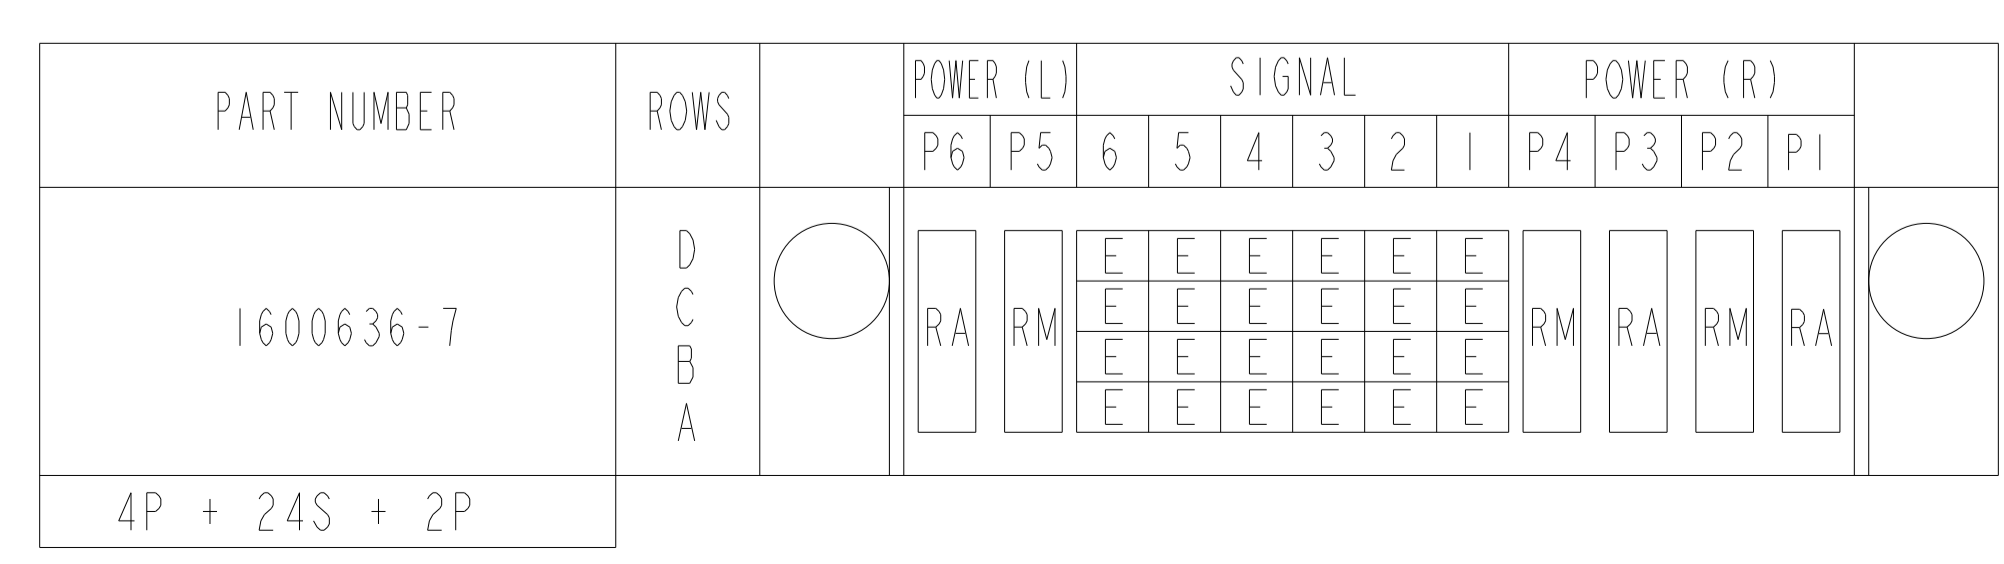 PART NUMBER ROWS POWER (L) SIGNAL POWER (R)
P6 P5 6 5 4 3 2 1 P4 P3 P2 P1
D E E E E E E
C E E E E E E
1600636-7 RA RM RM RA RM RA
B E E E E E E
A E E E E E E
4P + 24S + 2P